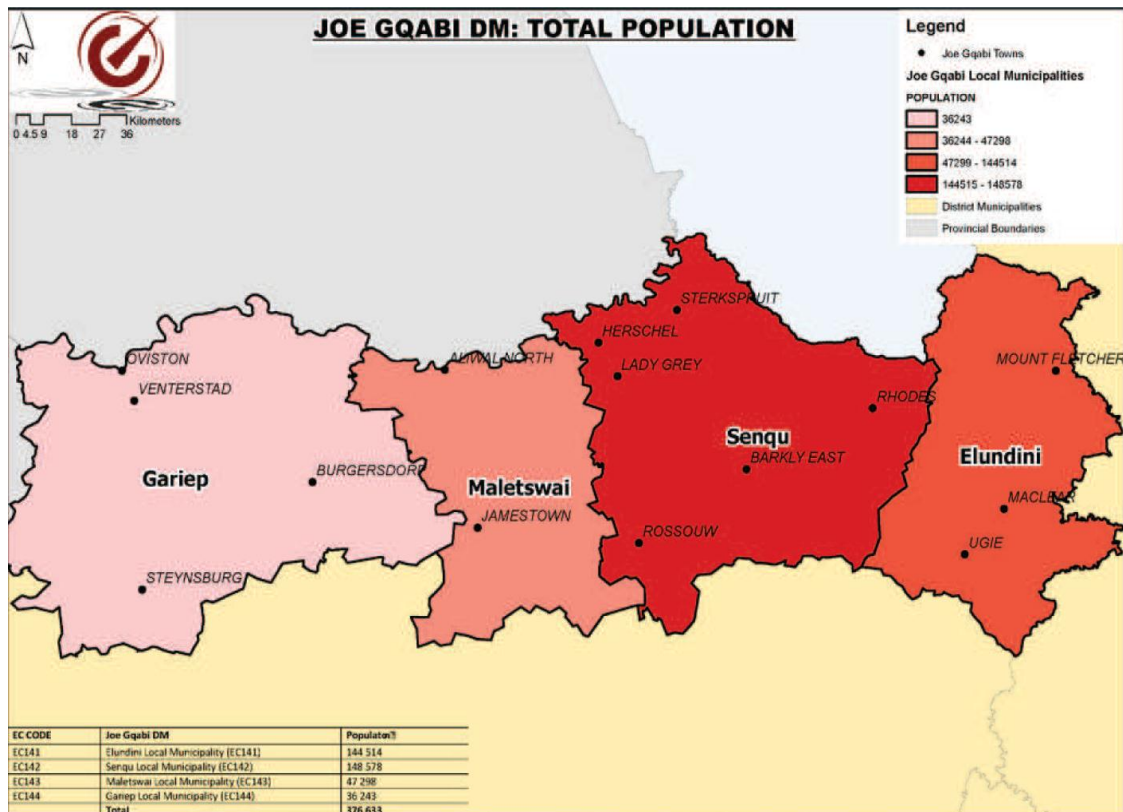 JOE GQABI DM: TOTAL POPULATION
N
Kilometers
0 4.5 9 18 27 36
Legend
Joe Gqabi Towns
Joe Gqabi Local Municipalities
POPULATION
36243
36244 - 47298
47299 - 144514
144515 - 148578
District Municipalities
Provincial Boundaries
STERKSPRUIT
HERSCHEL
OVISTON
ALIWAL NORTH
LADY GREY
MOUNT FLETCHER
VENTERSTAD
RHODES
Senqu
Elundini
Gariep
BURGERSDORP
Maletswai
BARKLY EAST
MACLEAR
JAMESTOWN
ROSSOUW
UGIE
STEYNSBURG
EC CODE Joe Gqabi DM
EC141 Elundini Local Municipality (EC141) 144 514
EC142 Senqu Local Municipality (EC142) 148 578
EC143 Maletswai Local Municipality (EC143) 47 298
EC144 Gariep Local Municipality (EC144) 36 243
Total 376 633